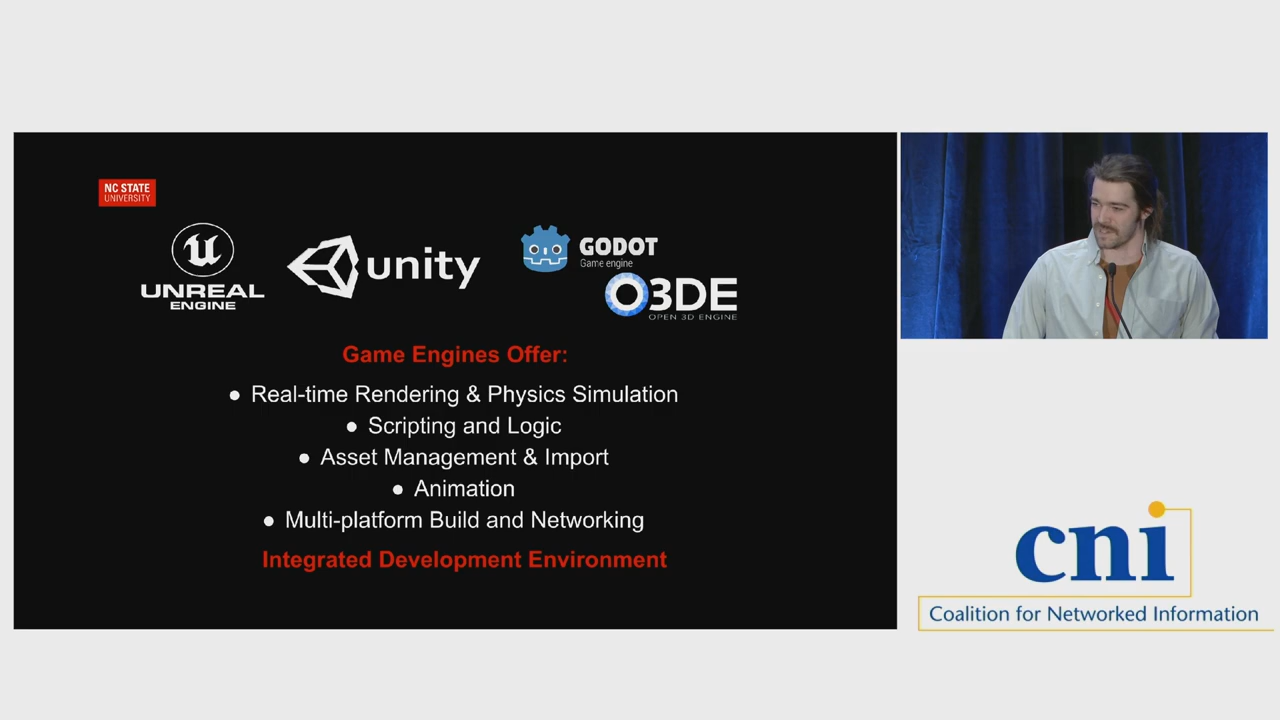 NC STATE
UNIVERSITY
UNREAL
ENGINE
unity
GODOT
Game engine
O3DE
OPEN 3D ENGINE
Game Engines Offer:
● Real-time Rendering & Physics Simulation
● Scripting and Logic
● Asset Management & Import
● Animation
● Multi-platform Build and Networking
Integrated Development Environment
cni
Coalition for Networked Information